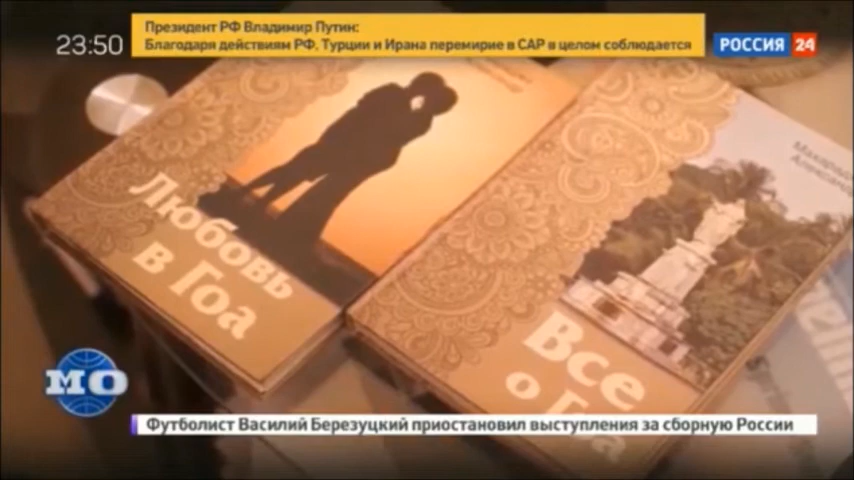 Президент РФ Владимир Путин:
Благодаря действиям РФ, Турции и Ирана перемирие в САР в целом соблюдается
23:50
РОССИЯ 24
Любовь
в Гоа
Все
о
МО
Футболист Василий Березуцкий приостановил выступления за сборную России